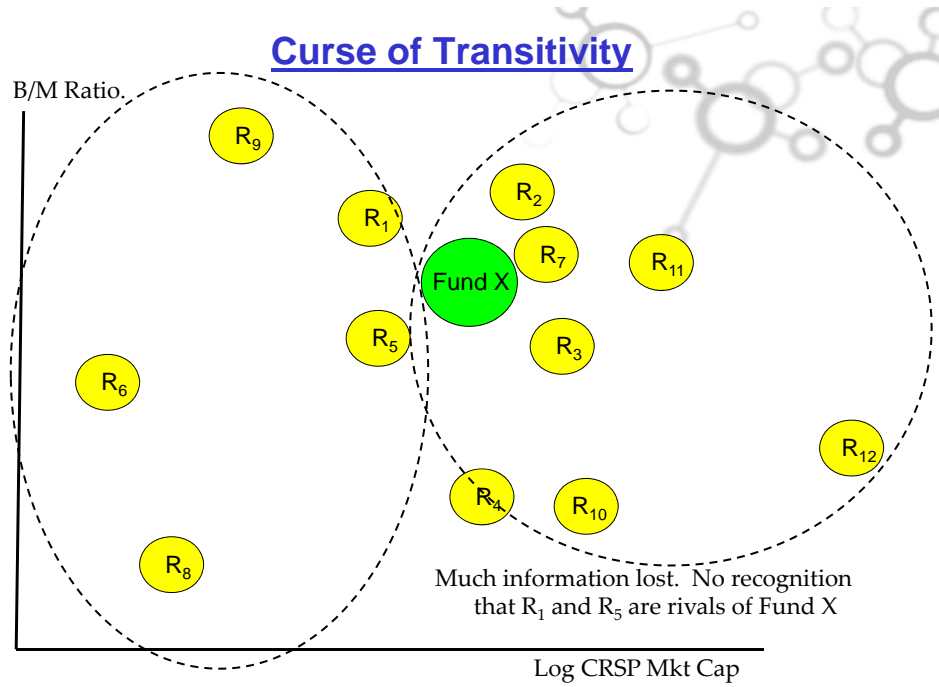 Curse of Transitivity
B/M Ratio.
R₉
R₂
R₁
R₇
R₁₁
Fund X
R₅
R₃
R₆
R₁₂
R₄
R₁₀
R₈
Much information lost. No recognition
that R₁ and R₅ are rivals of Fund X
Log CRSP Mkt Cap